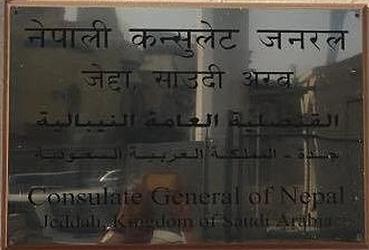 नेपाली कन्सुलेट जनरल
जेद्दा, साउदी अरब
القنصلية العامة النيبالية
جده - المملكة العربية السعودية
Consulate General of Nepal
Jeddah, Kingdom of Saudi Arabia